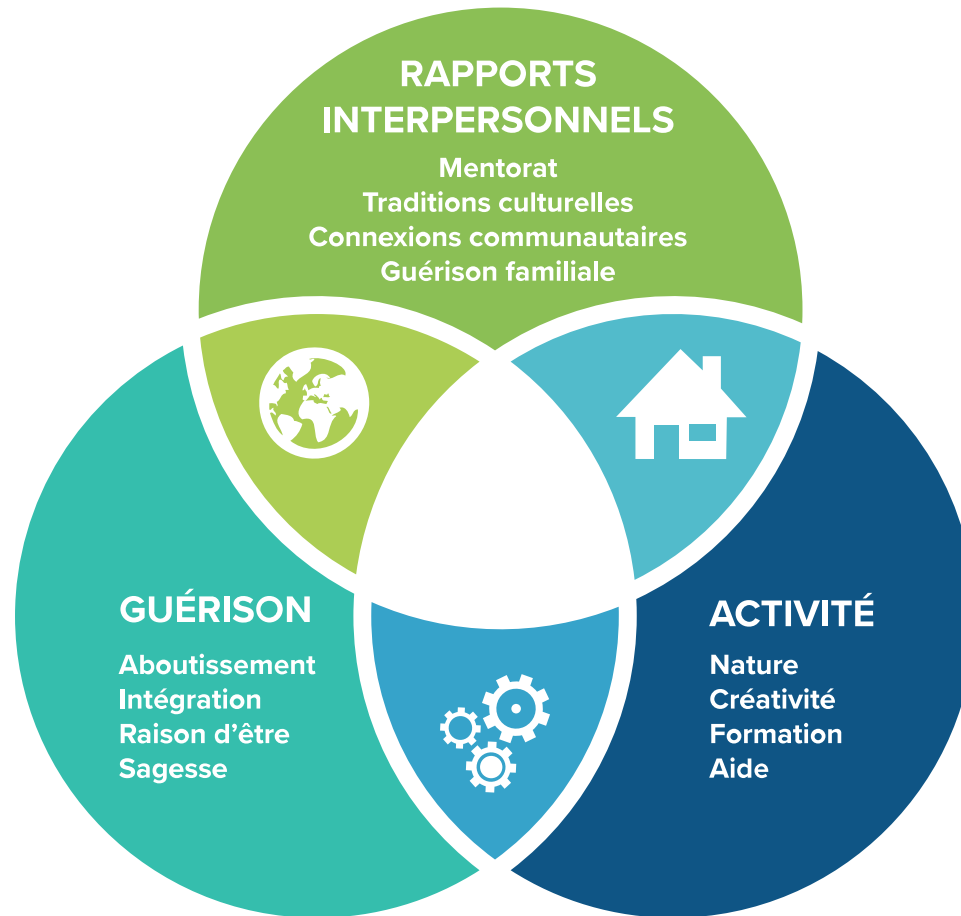 RAPPORTS
INTERPERSONNELS
Mentorat
Traditions culturelles
Connexions communautaires
Guérison familiale
GUÉRISON
Aboutissement
Intégration
Raison d’être
Sagesse
ACTIVITÉ
Nature
Créativité
Formation
Aide